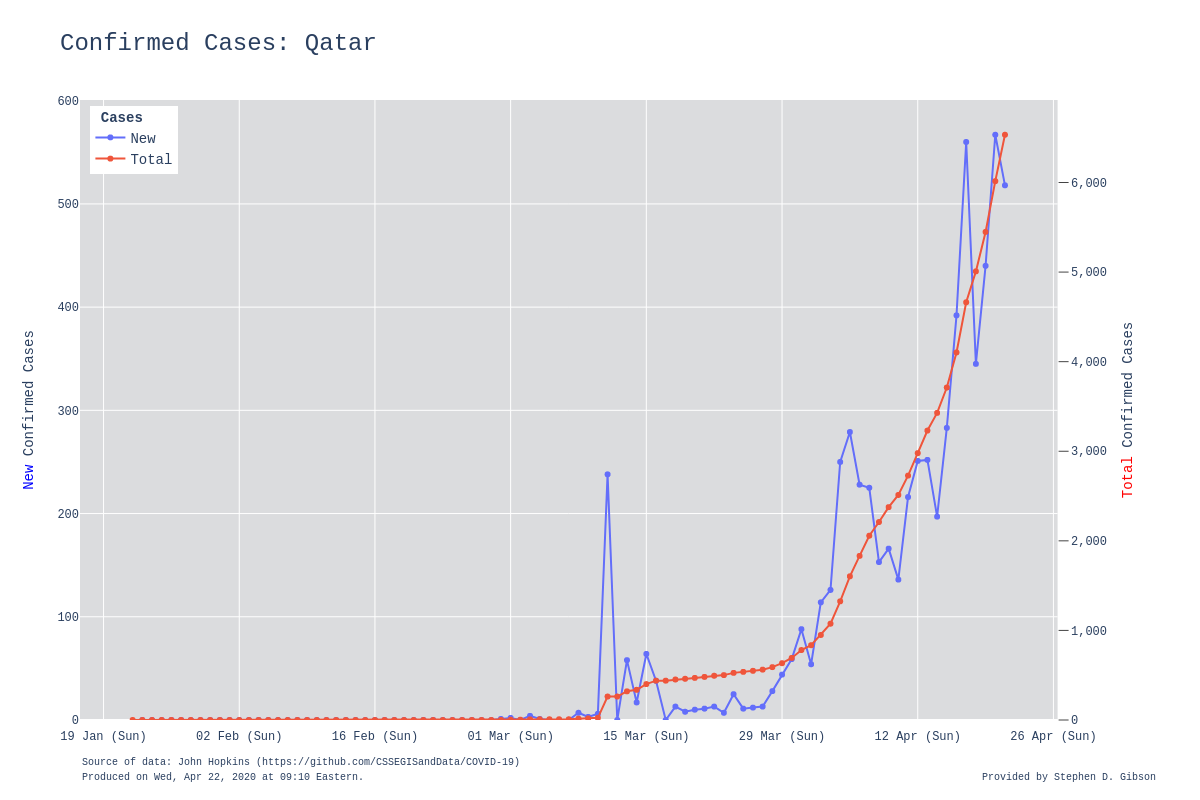 Confirmed Cases: Qatar
Cases
New
Total
600
500
400
300
200
100
0
6,000
5,000
4,000
3,000
2,000
1,000
0
New Confirmed Cases
Total Confirmed Cases
19 Jan (Sun) 02 Feb (Sun) 16 Feb (Sun) 01 Mar (Sun) 15 Mar (Sun) 29 Mar (Sun) 12 Apr (Sun) 26 Apr (Sun)
Source of data: John Hopkins (https://github.com/CSSEGISandData/COVID-19)
Produced on Wed, Apr 22, 2020 at 09:10 Eastern.
Provided by Stephen D. Gibson